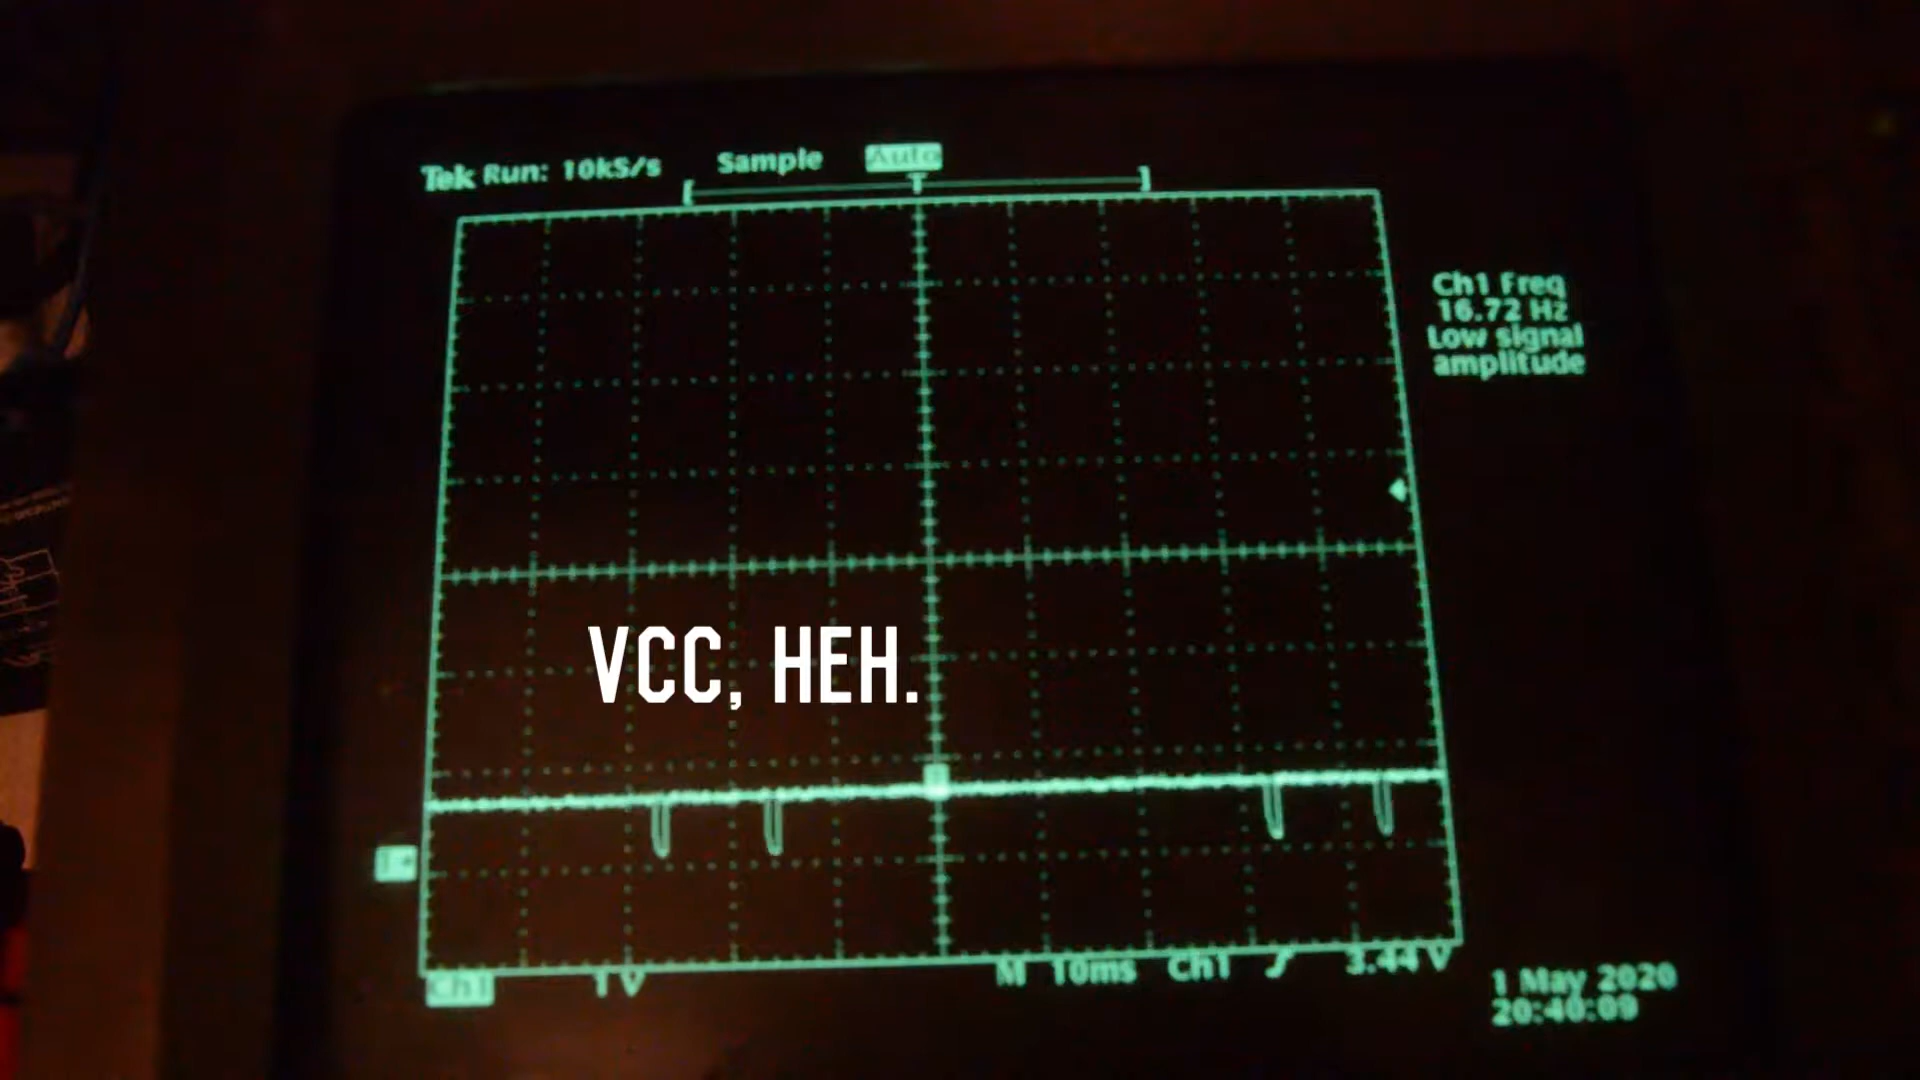 Tek Run: 10kS/s Sample Auto
Ch1 Freq
16.72 Hz
Low signal
amplitude
VCC, HEH.
Ch1 1 V M 10ms Ch1 3.44 V
1 May 2020
20:40:09